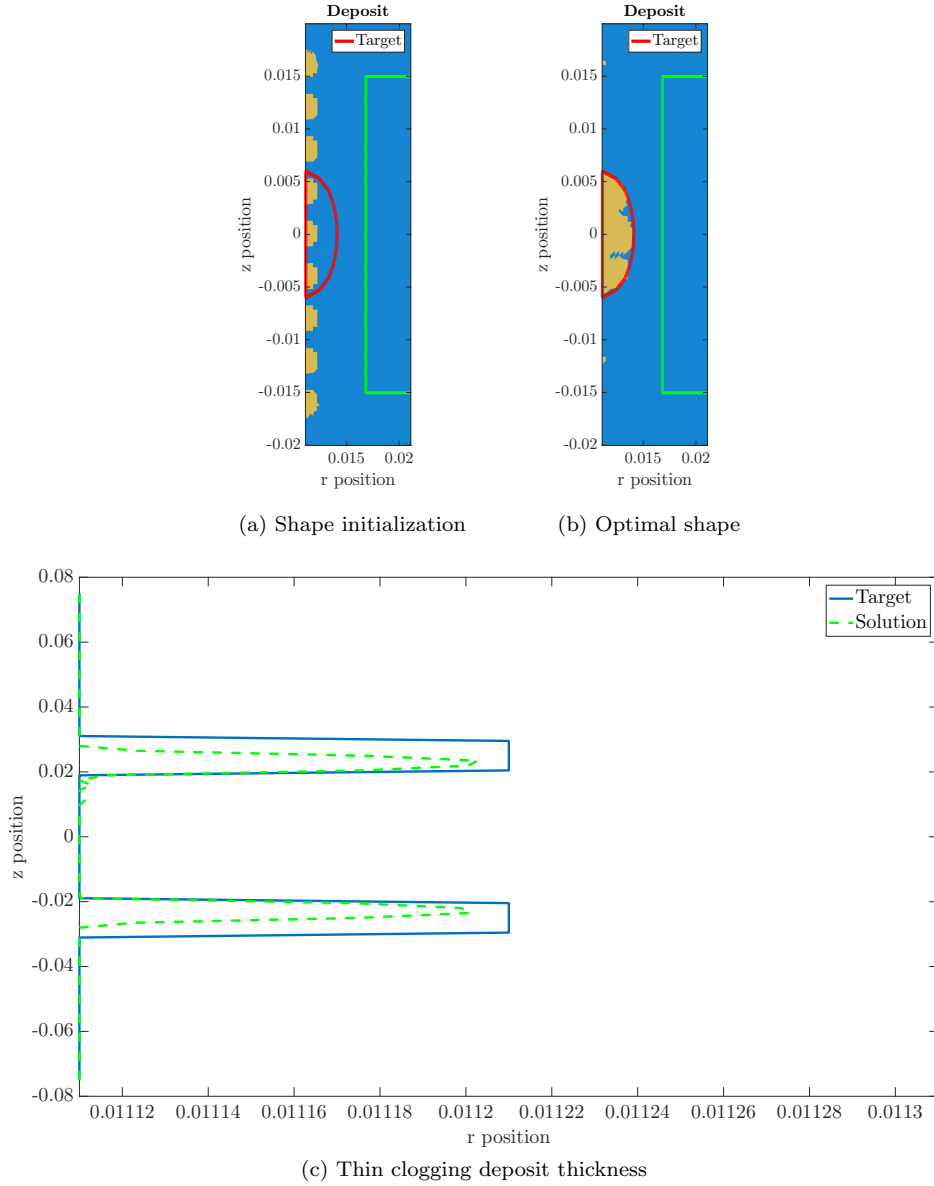 Deposit
Target
0.015
0.01
0.005
0
-0.005
-0.01
-0.015
-0.02
z position
0.015 0.02
r position
(a) Shape initialization
Deposit
Target
0.015
0.01
0.005
0
-0.005
-0.01
-0.015
-0.02
z position
0.015 0.02
r position
(b) Optimal shape
0.08
0.06
0.04
0.02
0
-0.02
-0.04
-0.06
-0.08
z position
Target
Solution
0.01112 0.01114 0.01116 0.01118 0.0112 0.01122 0.01124 0.01126 0.01128 0.0113
r position
(c) Thin clogging deposit thickness